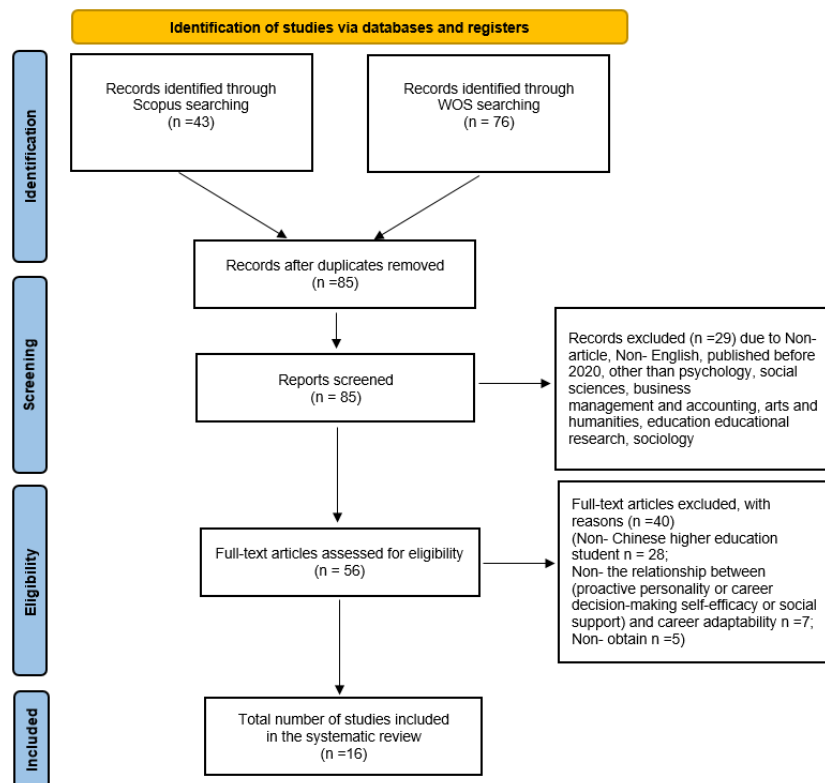 Identification of studies via databases and registers
Identification
Records identified through
Scopus searching
(n =43)
Records identified through
WOS searching
(n = 76)
Records after duplicates removed
(n =85)
Screening
Reports screened
(n = 85)
Records excluded (n =29) due to Non-
article, Non- English, published before
2020, other than psychology, social
sciences, business
management and accounting, arts and
humanities, education educational
research, sociology
Eligibility
Full-text articles assessed for eligibility
(n = 56)
Full-text articles excluded, with
reasons (n =40)
(Non- Chinese higher education
student n = 28;
Non- the relationship between
(proactive personality or career
decision-making self-efficacy or social
support) and career adaptability n =7;
Non- obtain n =5)
Included
Total number of studies included
in the systematic review
(n =16)